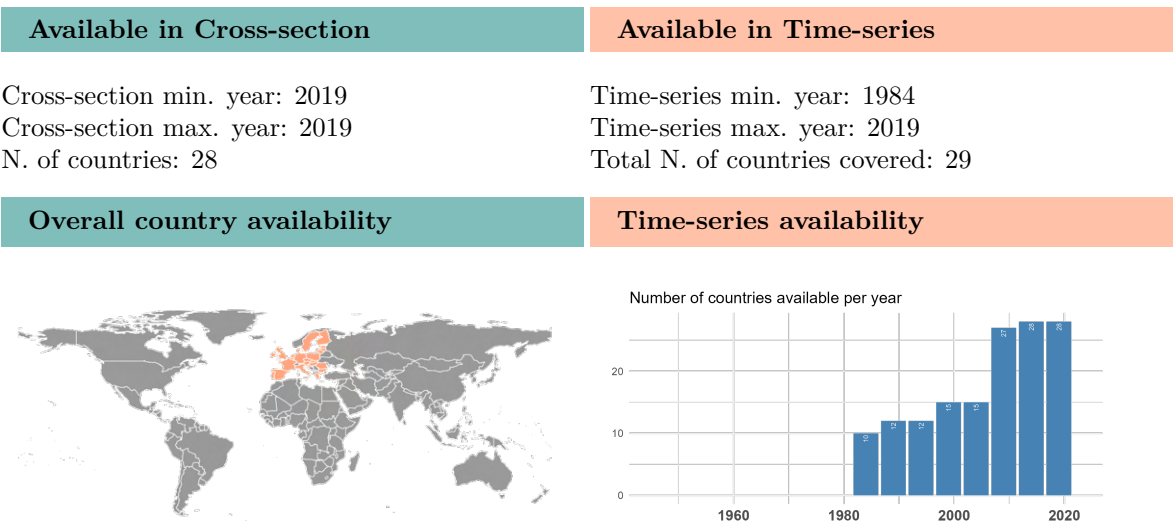 Available in Cross-section
Available in Time-series
Cross-section min. year: 2019
Cross-section max. year: 2019
N. of countries: 28
Time-series min. year: 1984
Time-series max. year: 2019
Total N. of countries covered: 29
Overall country availability
Time-series availability
Number of countries available per year
27 28 28
20
15 15
12 12
10
10
0
1960 1980 2000 2020